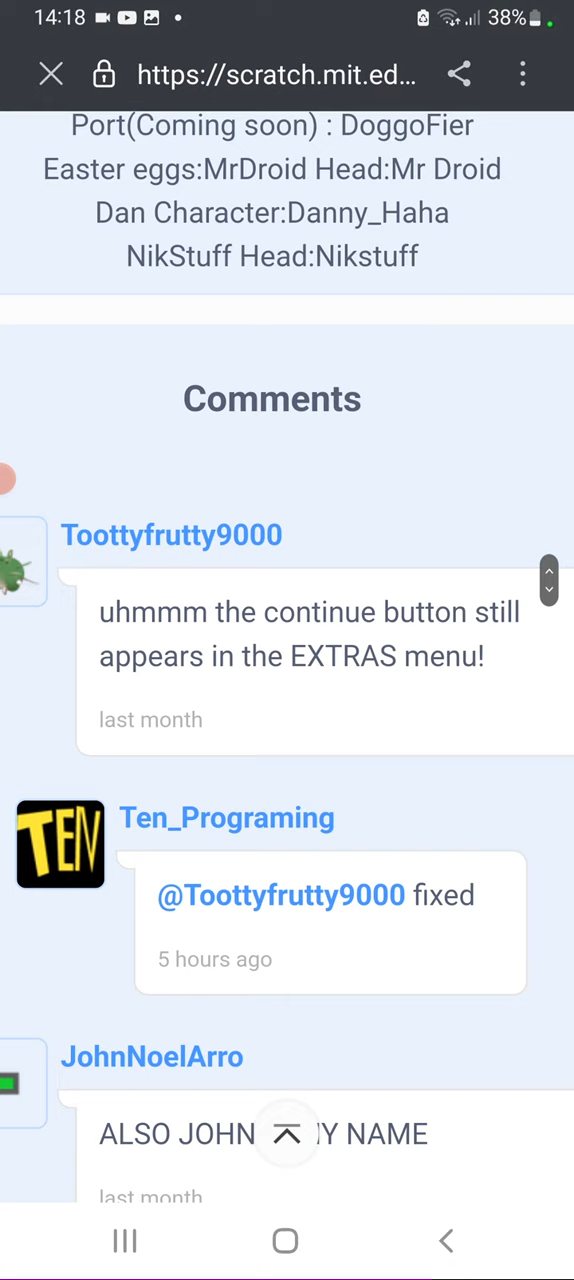 14:18
38%
https://scratch.mit.ed...
Port(Coming soon) : DoggoFier
Easter eggs:MrDroid Head:Mr Droid
Dan Character:Danny_Haha
NikStuff Head:Nikstuff
Comments
Toottyfrutty9000
uhmmm the continue button still
appears in the EXTRAS menu!
last month
Ten_Programing
TEN
@Toottyfrutty9000 fixed
5 hours ago
JohnNoelArro
ALSO JOHN NAME
last month